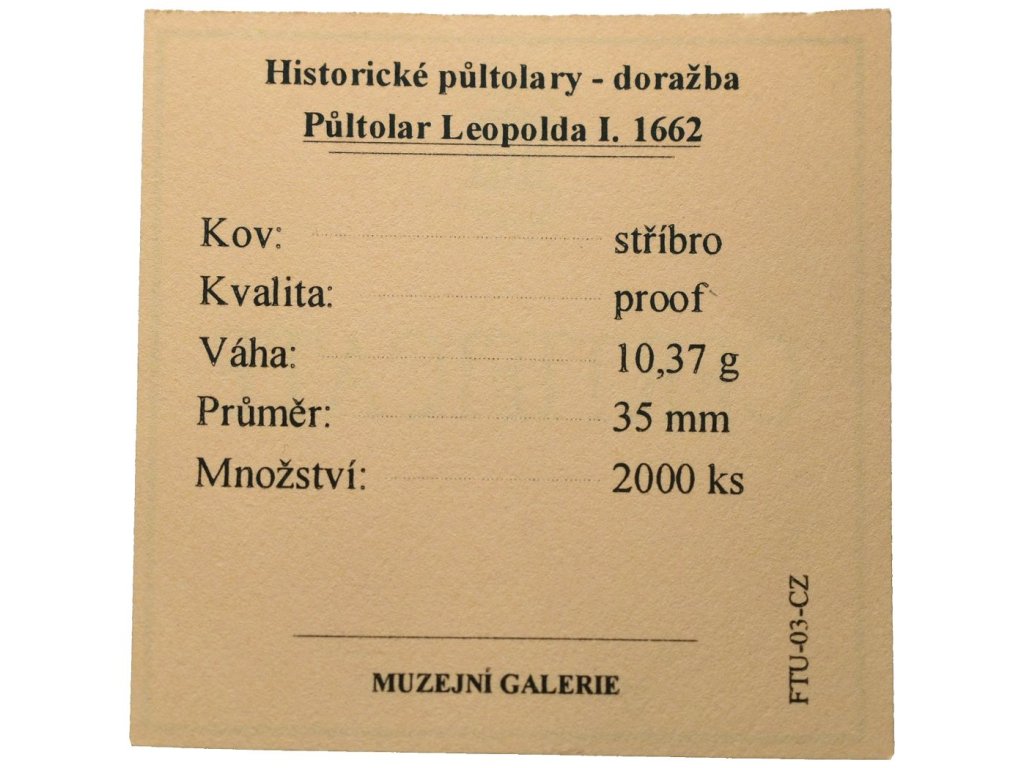 Historické půltolary - doražba
Půltolar Leopolda I. 1662
Kov: stříbro
Kvalita: proof
Váha: 10,37 g
Průměr: 35 mm
Množství: 2000 ks
FTU-03-CZ
MUZEJNÍ GALERIE